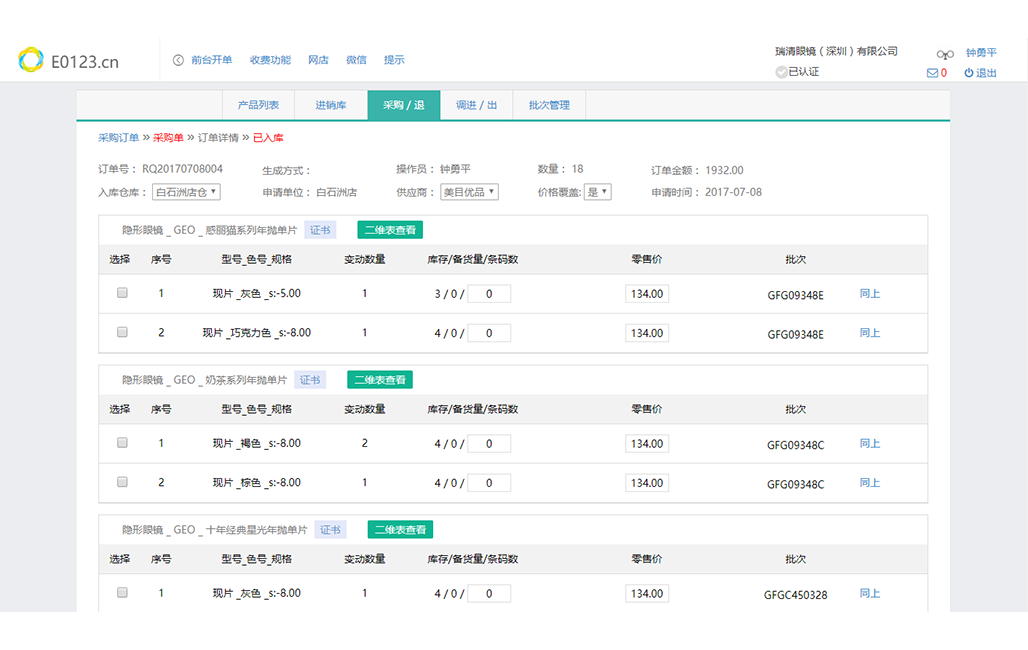 E0123.cn
前台开单 收费功能 网店 微信 提示
瑞清眼镜（深圳）有限公司
已认证
钟勇平
0 退出
产品列表 进销库 采购 / 退 调进 / 出 批次管理
采购订单 » 采购单 » 订单详情 » 已入库
订单号： RQ20170708004 生成方式： 操作员： 钟勇平 数量： 18 订单金额： 1932.00
入库仓库： 白石洲店仓 申请单位： 白石洲店 供应商： 美目优品 价格覆盖: 是 申请时间： 2017-07-08
隐形眼镜 _ GEO _ 惑丽猫系列年抛单片 证书 二维表查看
选择 序号 型号_色号_规格 变动数量 库存/备货量/条码数 零售价 批次
1 现片 _灰色 _s:-5.00 1 3 / 0 / 0 134.00 GFG09348E 同上
2 现片 _巧克力色 _s:-8.00 1 4 / 0 / 0 134.00 GFG09348E 同上
隐形眼镜 _ GEO _ 奶茶系列年抛单片 证书 二维表查看
选择 序号 型号_色号_规格 变动数量 库存/备货量/条码数 零售价 批次
1 现片 _褐色 _s:-8.00 2 4 / 0 / 0 134.00 GFG09348C 同上
2 现片 _棕色 _s:-8.00 1 4 / 0 / 0 134.00 GFG09348C 同上
隐形眼镜 _ GEO _ 十年经典星光年抛单片 证书 二维表查看
选择 序号 型号_色号_规格 变动数量 库存/备货量/条码数 零售价 批次
1 现片 _灰色 _s:-8.00 1 4 / 0 / 0 134.00 GFGC450328 同上